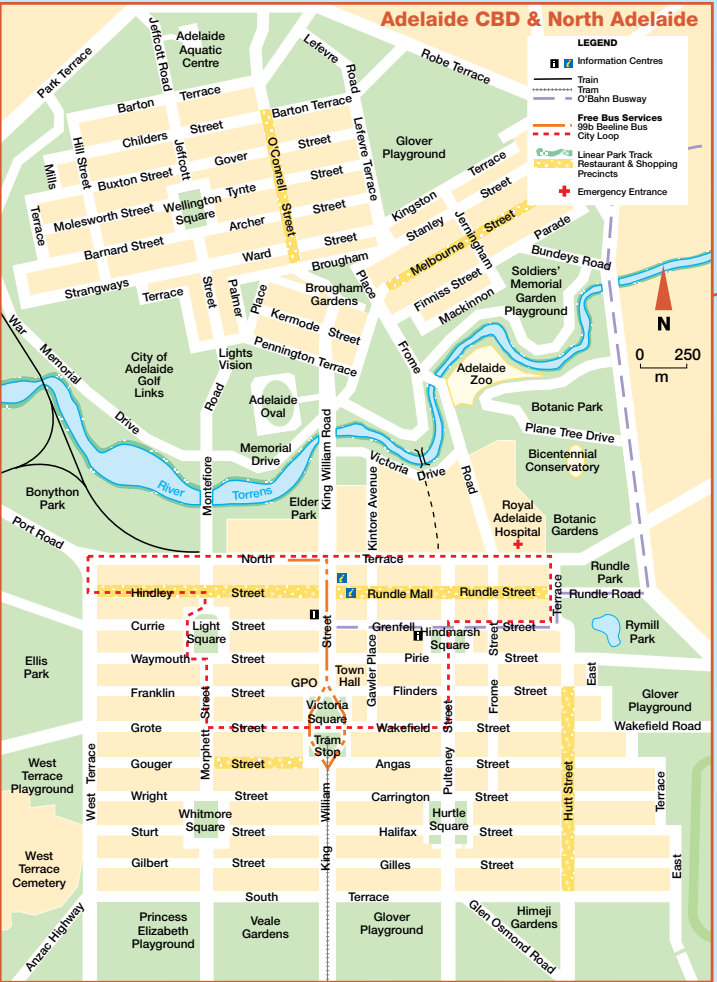 Adelaide CBD & North Adelaide
LEGEND
i i Information Centres
Train
Tram
O'Bahn Busway
Free Bus Services
99b Beeline Bus
City Loop
Linear Park Track
Restaurant & Shopping
Precincts
Emergency Entrance
N
0 250
m
Park Terrace
Jeffcott Road
Adelaide
Aquatic
Centre
Lefevre
Road
Robe Terrace
Barton Terrace
Barton Terrace
Childers Street
Street
Lefevre Terrace
Glover
Playground
Mills
Terrace
Hill Street
Jeffcott
Street
O'Connell Street
Buxton Street
Gover
Street
Molesworth Street
Wellington
Square
Tynte
Street
Archer
Street
Barnard Street
Ward
Street
Brougham
Place
Strangways Terrace
Palmer
Place
Brougham
Gardens
Kermode Street
Pennington Terrace
Kingston Terrace
Stanley Street
Jerningham
Melbourne Street
Finniss Street
Mackinnon
Parade
Bundeys Road
Soldiers'
Memorial
Garden
Playground
War
Memorial
Drive
City of
Adelaide
Golf
Links
Lights
Vision
Montefiore
Road
Adelaide
Oval
Memorial
Drive
King William Road
Frome
Road
Adelaide
Zoo
Botanic Park
Plane Tree Drive
Bicentennial
Conservatory
Victoria
Drive
River
Torrens
Elder
Park
Kintore Avenue
Royal
Adelaide
Hospital
Botanic
Gardens
Bonython
Park
Port Road
North
Terrace
Hindley Street
Rundle Mall
Rundle Street
Terrace
Rundle
Park
Rundle Road
Currie
Light
Square
Street
i
Street
i
i
Grenfell
i
Hindmarsh
Square
Street
Rymill
Park
Waymouth
Street
Gawler Place
Pirie
Street
Street
Ellis
Park
Franklin
Street
GPO
Town
Hall
Flinders
Frome
Street
East
Glover
Playground
Victoria
Square
Grote
Street
Wakefield
Street
Wakefield Road
Morphett Street
Tram
Stop
Pulteney Street
West
Terrace
Playground
West Terrace
Gouger
Street
Angas
Street
Hutt Street
Terrace
East
Wright
Street
King William
Carrington
Street
Whitmore
Square
Hurtle
Square
Sturt
Street
Halifax
Street
West
Terrace
Cemetery
Gilbert
Street
Gilles
Street
South
Terrace
Anzac Highway
Princess
Elizabeth
Playground
Veale
Gardens
Glover
Playground
Glen Osmond Road
Himeji
Gardens